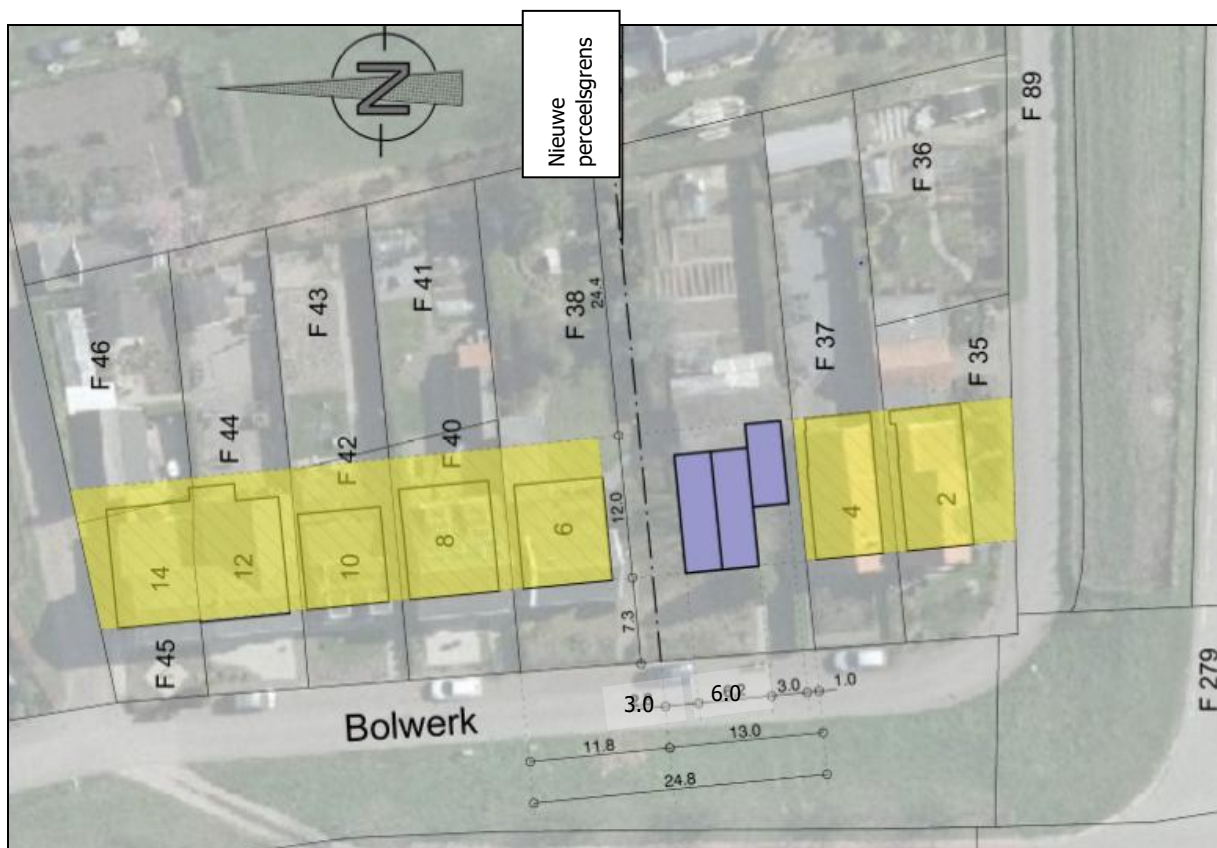 Nieuwe
perceelsgrens
N
F 89
F 36
F 46
F 43
F 41
F 38
24.4
F 37
F 35
F 44
F 42
F 40
14
12
10
8
6
4
2
12.0
7.3
F 45
F 279
Bolwerk
3.0
6.0
3.0
1.0
11.8
13.0
24.8